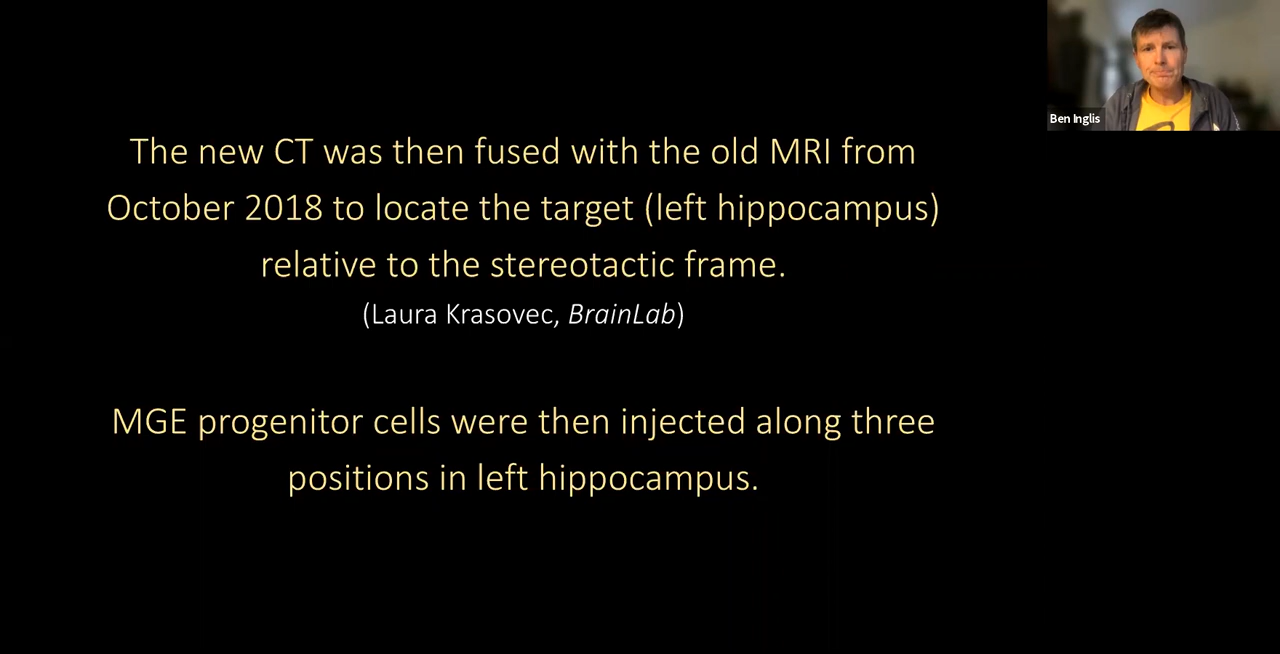 The new CT was then fused with the old MRI from
October 2018 to locate the target (left hippocampus)
relative to the stereotactic frame.
(Laura Krasovec, BrainLab)
MGE progenitor cells were then injected along three
positions in left hippocampus.
Ben Inglis